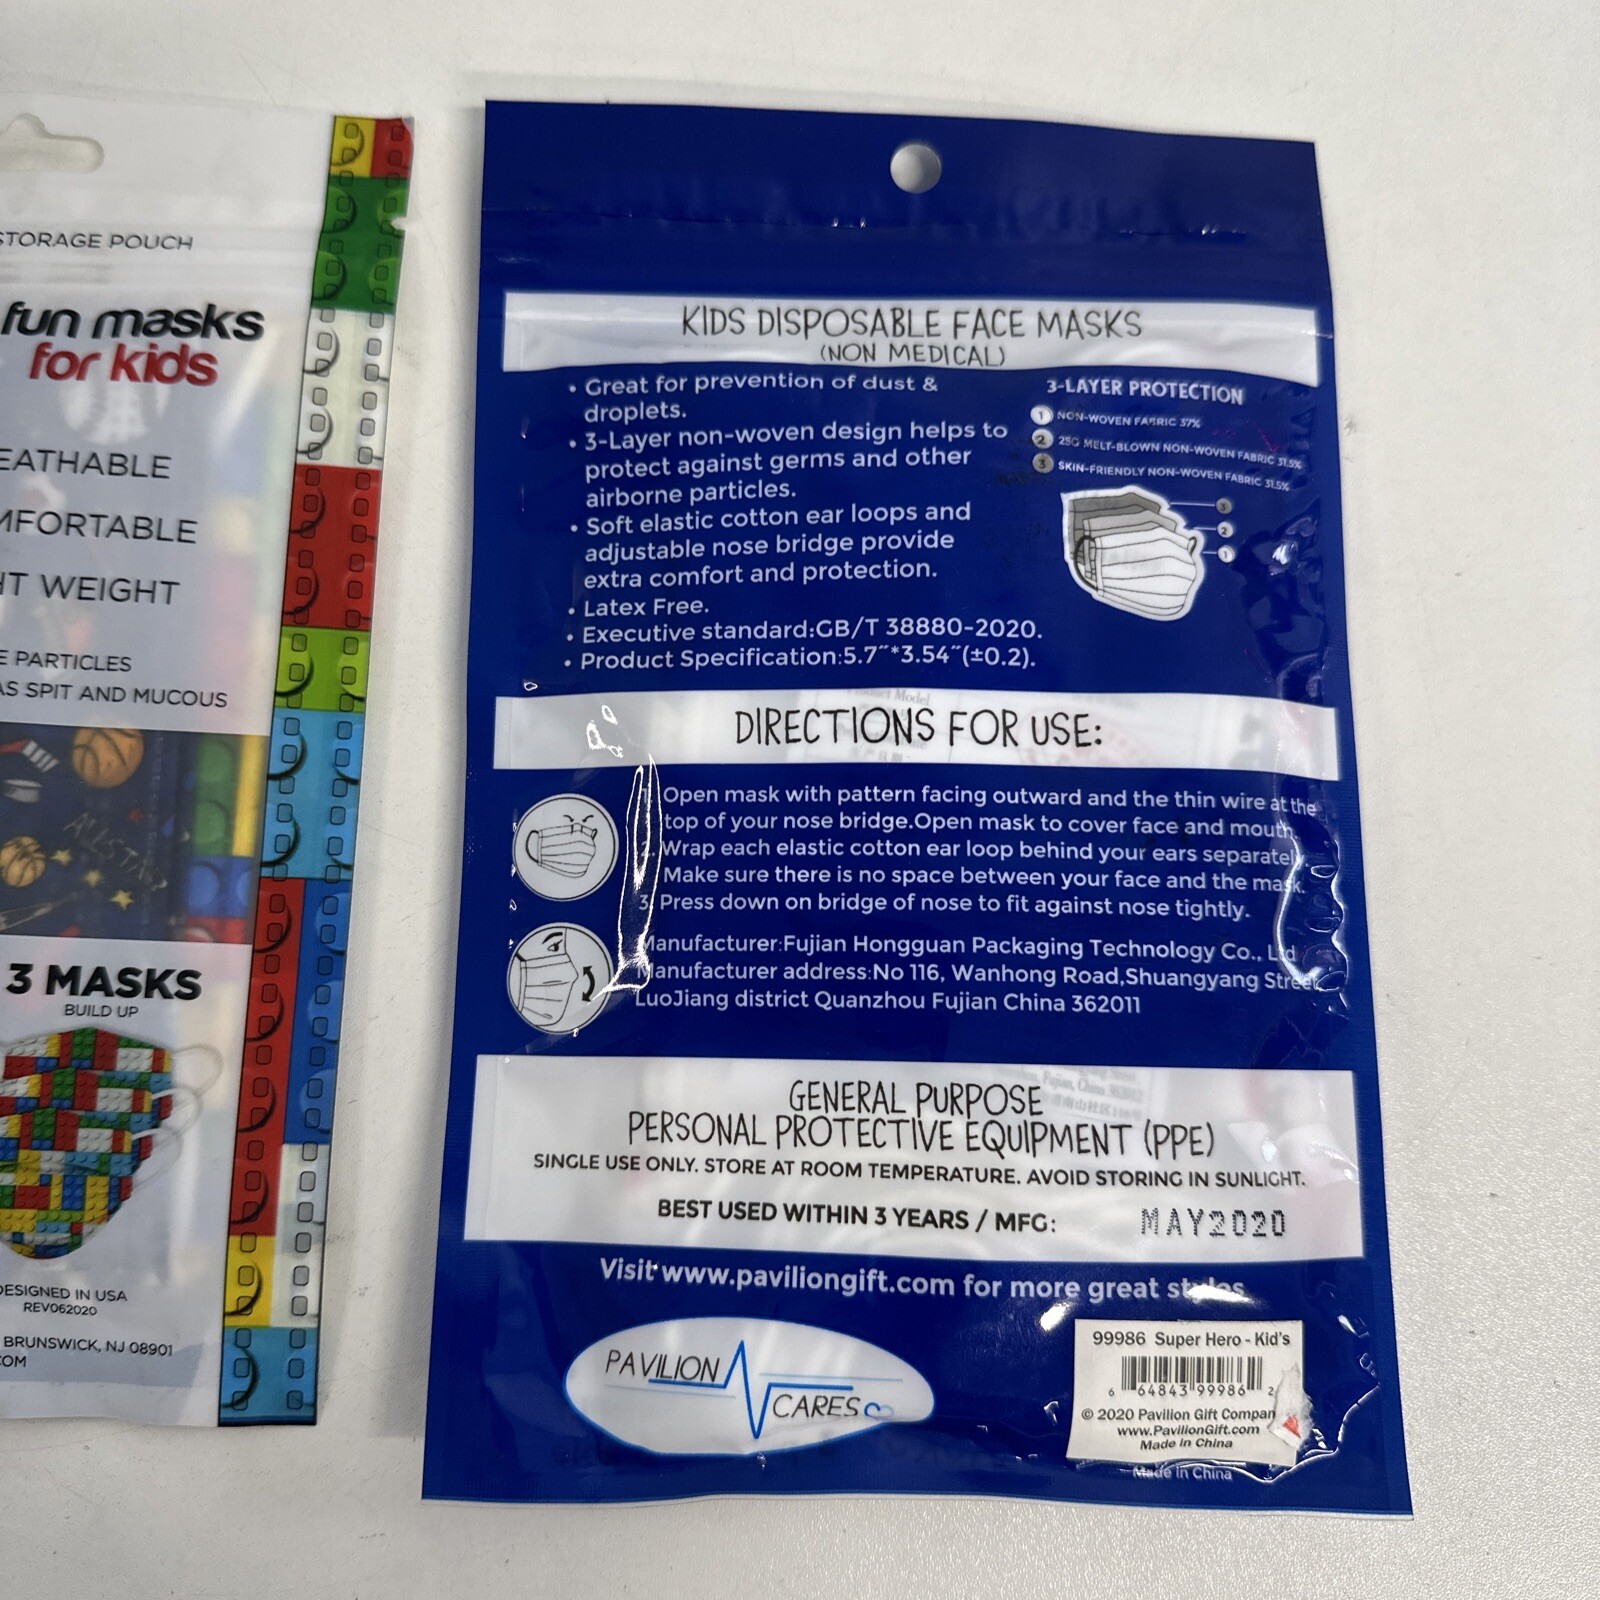 STORAGE POUCH
fun masks
for kids
EATHABLE
MFORTABLE
HT WEIGHT
E PARTICLES
AS SPIT AND MUCOUS
ALLSTAR
3 MASKS
BUILD UP
DESIGNED IN USA
REV062020
BRUNSWICK, NJ 08901
COM
KIDS DISPOSABLE FACE MASKS
(NON MEDICAL)
• Great for prevention of dust &
droplets.
• 3-Layer non-woven design helps to
protect against germs and other
airborne particles.
• Soft elastic cotton ear loops and
adjustable nose bridge provide
extra comfort and protection.
• Latex Free.
• Executive standard:GB/T 38880-2020.
• Product Specification:5.7˝*3.54˝(±0.2).
3-LAYER PROTECTION
1 NON-WOVEN FABRIC 37%
2 25G MELT-BLOWN NON-WOVEN FABRIC 31.5%
3 SKIN-FRIENDLY NON-WOVEN FABRIC 31.5%
3
2
1
DIRECTIONS FOR USE:
1. Open mask with pattern facing outward and the thin wire at the
top of your nose bridge.Open mask to cover face and mouth.
2. Wrap each elastic cotton ear loop behind your ears separately.
Make sure there is no space between your face and the mask.
3. Press down on bridge of nose to fit against nose tightly.
Manufacturer:Fujian Hongguan Packaging Technology Co., Ltd
Manufacturer address:No 116, Wanhong Road,Shuangyang Street
LuoJiang district Quanzhou Fujian China 362011
GENERAL PURPOSE
PERSONAL PROTECTIVE EQUIPMENT (PPE)
SINGLE USE ONLY. STORE AT ROOM TEMPERATURE. AVOID STORING IN SUNLIGHT.
BEST USED WITHIN 3 YEARS / MFG: MAY2020
Visit www.paviliongift.com for more great styles
PAVILION
CARES
99986 Super Hero - Kid's
6 64843 99986 2
© 2020 Pavilion Gift Compan
www.PavilionGift.com
Made in China
Made in China